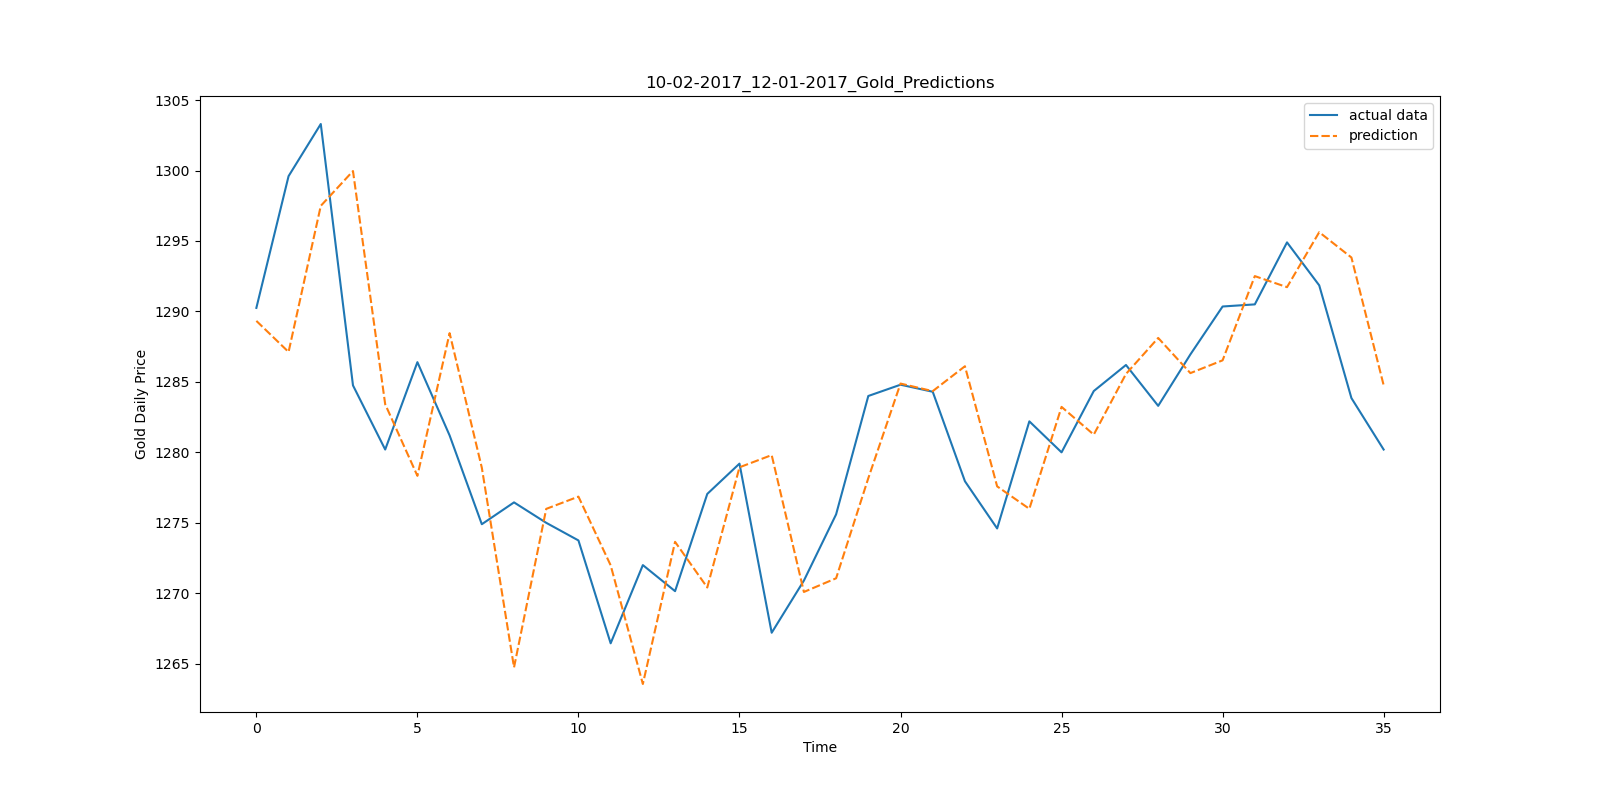 10-02-2017_12-01-2017_Gold_Predictions
actual data
prediction
Gold Daily Price
1305
1300
1295
1290
1285
1280
1275
1270
1265
0 5 10 15 20 25 30 35
Time